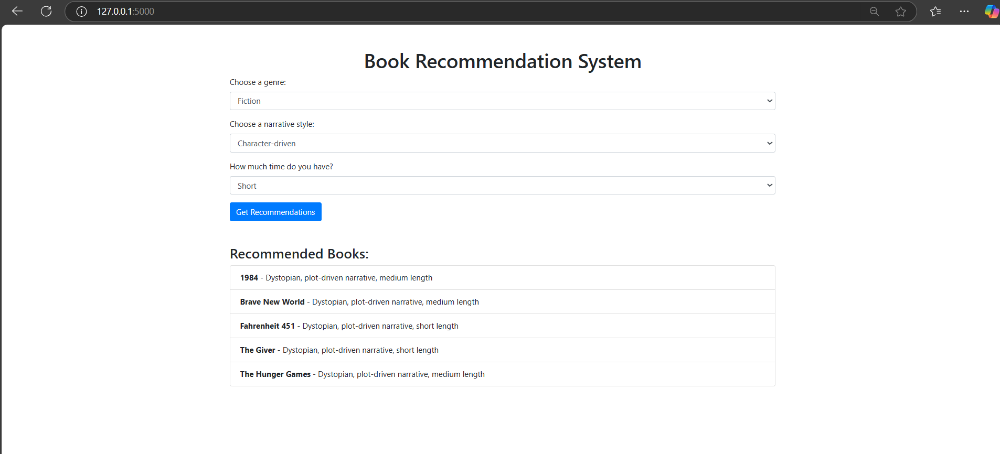 127.0.0.1:5000
Book Recommendation System
Choose a genre:
Fiction
Choose a narrative style:
Character-driven
How much time do you have?
Short
Get Recommendations
Recommended Books:
1984 - Dystopian, plot-driven narrative, medium length
Brave New World - Dystopian, plot-driven narrative, medium length
Fahrenheit 451 - Dystopian, plot-driven narrative, short length
The Giver - Dystopian, plot-driven narrative, short length
The Hunger Games - Dystopian, plot-driven narrative, medium length